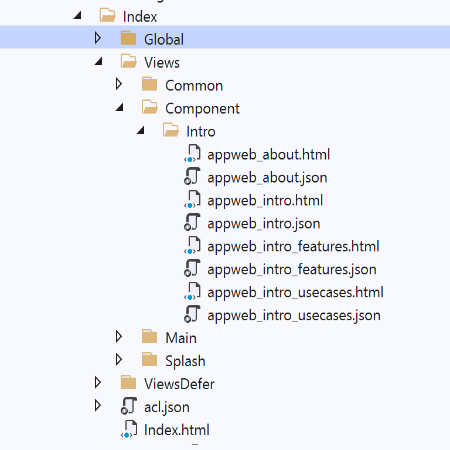 Index
Global
Views
Common
Component
Intro
appweb_about.html
appweb_about.json
appweb_intro.html
appweb_intro.json
appweb_intro_features.html
appweb_intro_features.json
appweb_intro_usecases.html
appweb_intro_usecases.json
Main
Splash
ViewsDefer
acl.json
Index.html